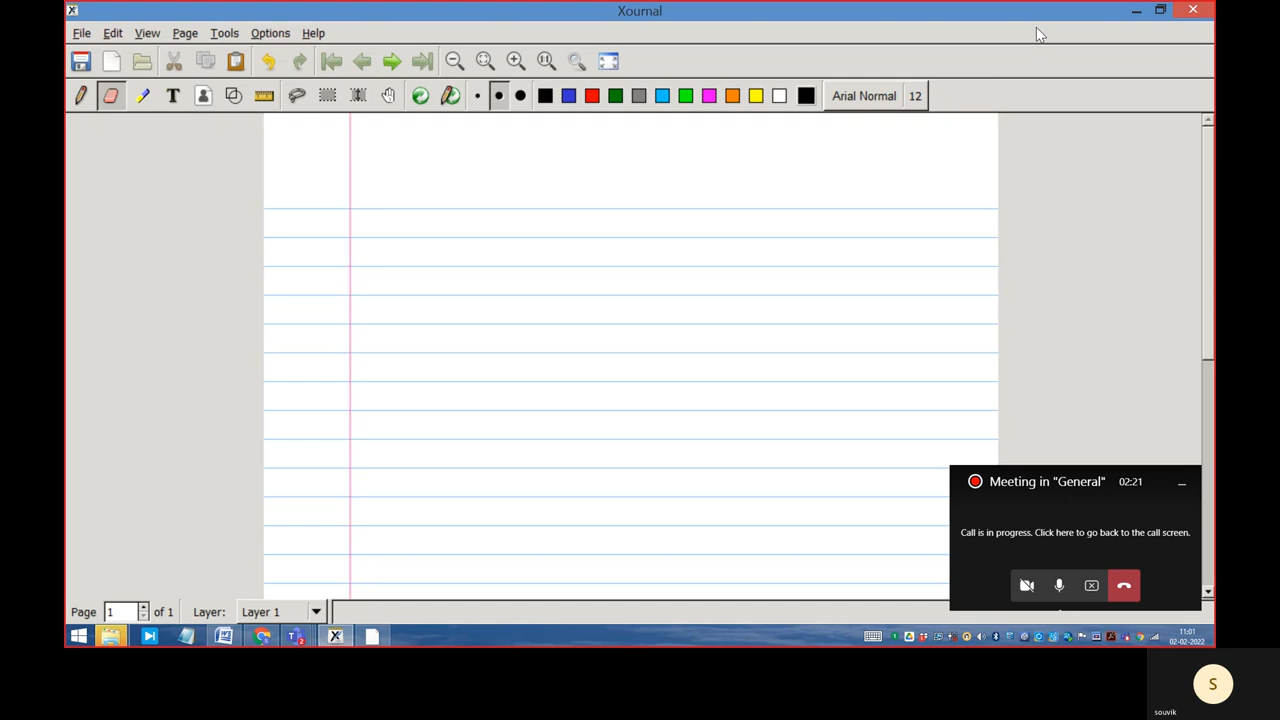 Xournal
File Edit View Page Tools Options Help
Arial Normal 12
Meeting in "General" 02:21
Call is in progress. Click here to go back to the call screen.
Page 1 of 1 Layer: Layer 1
11:01
02-02-2022
S
souvik